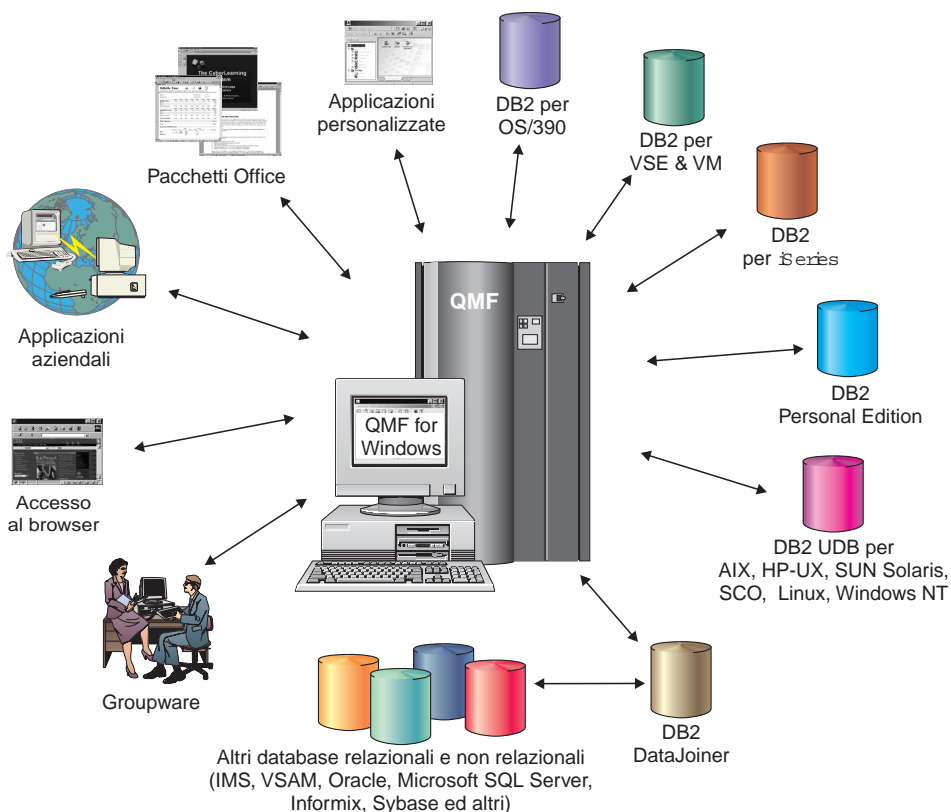 Applicazioni
personalizzate
DB2 per
OS/390
DB2 per
VSE & VM
Pacchetti Office
DB2
per iSeries
QMF
Applicazioni
aziendali
DB2
Personal Edition
QMF for
Windows
Accesso
al browser
DB2 UDB per
AIX, HP-UX, SUN Solaris,
SCO, Linux, Windows NT
Groupware
DB2
DataJoiner
Altri database relazionali e non relazionali
(IMS, VSAM, Oracle, Microsoft SQL Server,
Informix, Sybase ed altri)